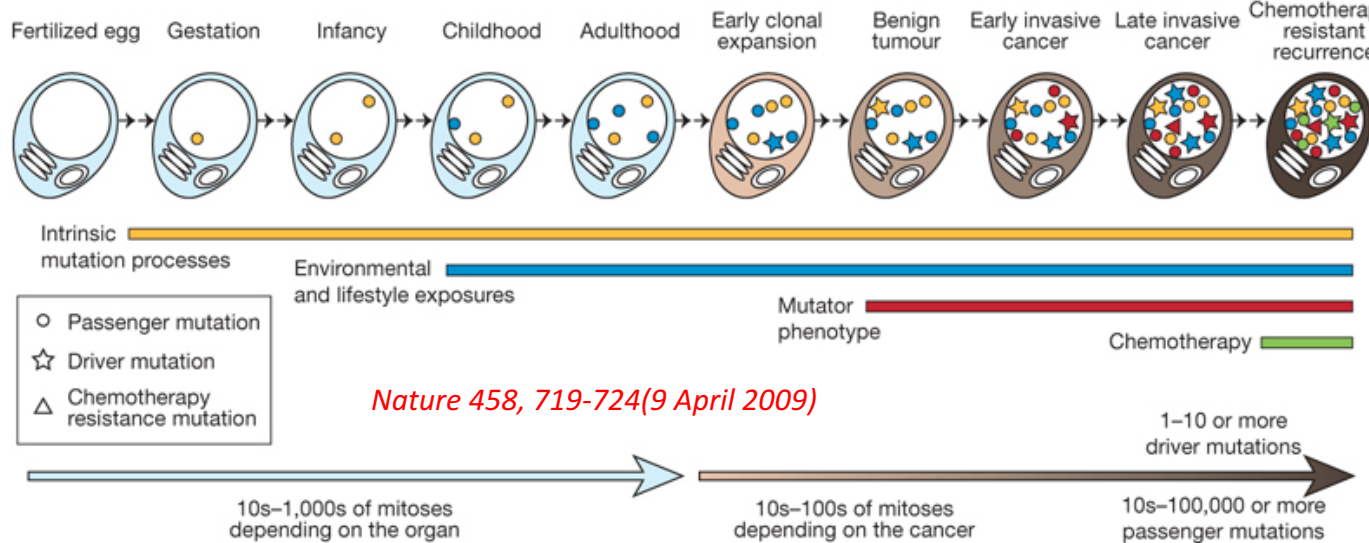 Fertilized egg
Gestation
Infancy
Childhood
Adulthood
Early clonal
expansion
Benign
tumour
Early invasive
cancer
Late invasive
cancer
Chemothera
resistant
recurrence
Intrinsic
mutation processes
Environmental
and lifestyle exposures
Mutator
phenotype
Chemotherapy
Passenger mutation
Driver mutation
Chemotherapy
resistance mutation
Nature 458, 719-724(9 April 2009)
1–10 or more
driver mutations
10s–1,000s of mitoses
depending on the organ
10s–100s of mitoses
depending on the cancer
10s–100,000 or more
passenger mutations